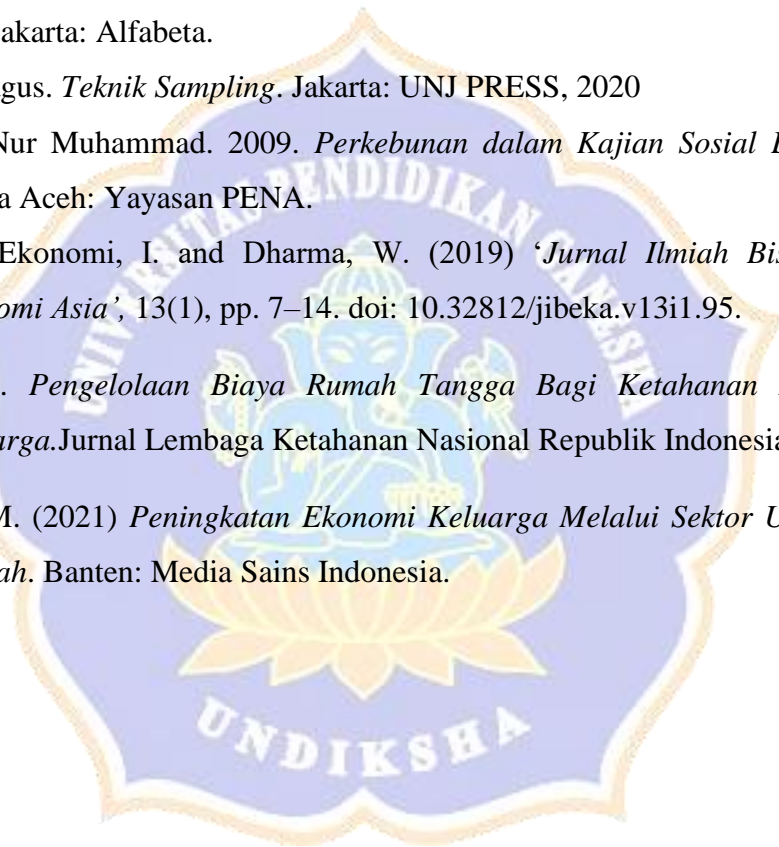 akarta: Alfabeta.
gus. Teknik Sampling. Jakarta: UNJ PRESS, 2020
Nur Muhammad. 2009. Perkebunan dalam Kajian Sosial
a Aceh: Yayasan PENA.
Ekonomi, I. and Dharma, W. (2019) ‘Jurnal Ilmiah Bis
omi Asia’, 13(1), pp. 7–14. doi: 10.32812/jibeka.v13i1.95.
. Pengelolaan Biaya Rumah Tangga Bagi Ketahanan
arga.Jurnal Lembaga Ketahanan Nasional Republik Indonesia
M. (2021) Peningkatan Ekonomi Keluarga Melalui Sektor U
ah. Banten: Media Sains Indonesia.
UNIVERSITAS PENDIDIKAN GANESHA
UNDIKSHA